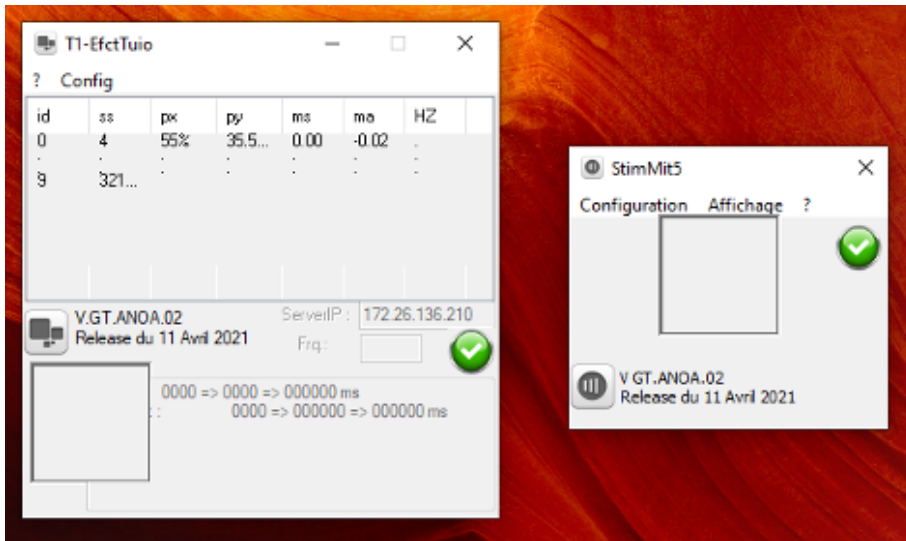 T1-EfctTuio
? Config
id ss px py ms ma HZ
0 4 55% 35.5... 0.00 -0.02 .
. . . . . . .
9 321... . . . . .
V.GT.ANOA.02
Release du 11 Avril 2021
ServerIP : 172.26.136.210
Frq.:
0000 => 0000 => 000000 ms
: 0000 => 000000 => 000000 ms
StimMit5
Configuration Affichage ?
V GT.ANOA.02
Release du 11 Avril 2021